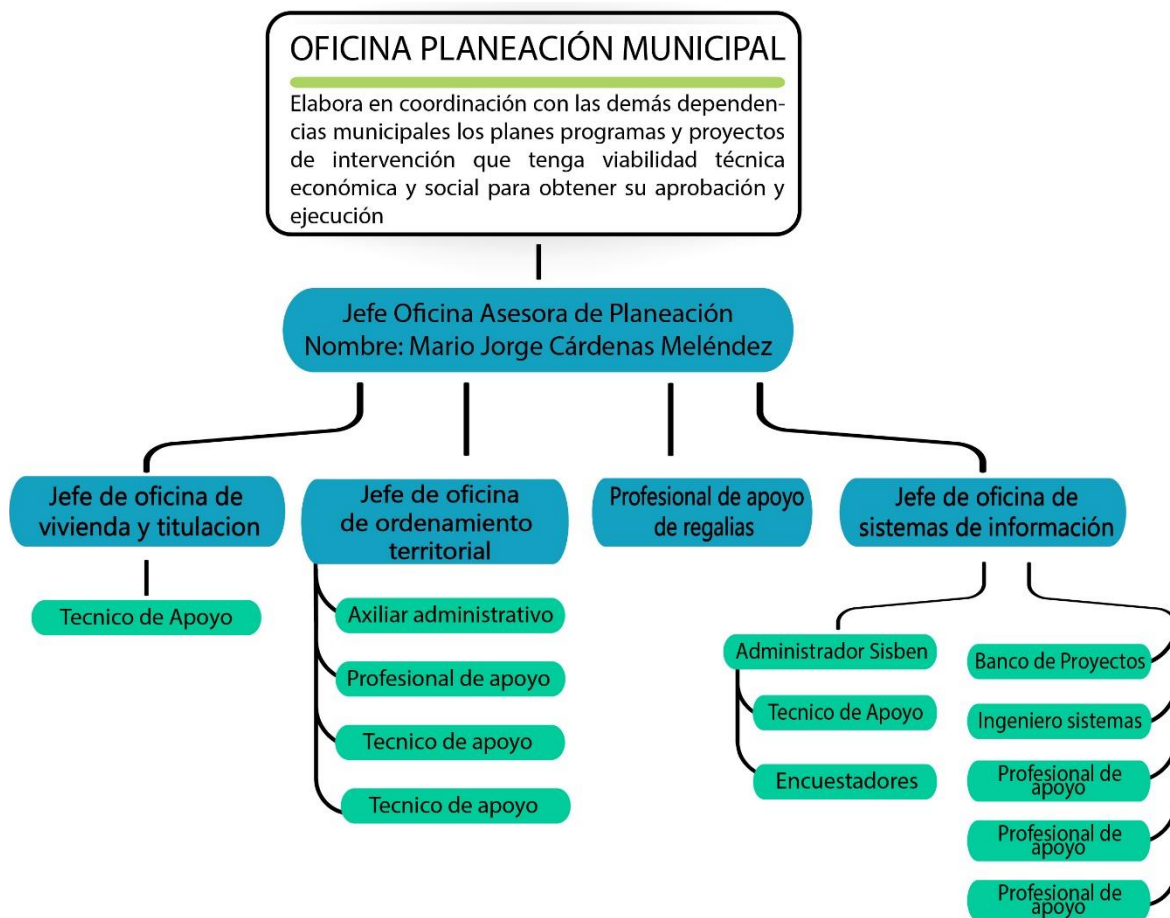 OFICINA PLANEACIÓN MUNICIPAL
Elabora en coordinación con las demás dependen-
cias municipales los planes programas y proyectos
de intervención que tenga viabilidad técnica
económica y social para obtener su aprobación y
ejecución
Jefe Oficina Asesora de Planeación
Nombre: Mario Jorge Cárdenas Meléndez
Jefe de oficina de
vivienda y titulacion
Tecnico de Apoyo
Jefe de oficina
de ordenamiento
territorial
Axiliar administrativo
Profesional de apoyo
Tecnico de apoyo
Tecnico de apoyo
Profesional de apoyo
de regalias
Jefe de oficina de
sistemas de información
Administrador Sisben
Tecnico de Apoyo
Encuestadores
Banco de Proyectos
Ingeniero sistemas
Profesional de
apoyo
Profesional de
apoyo
Profesional de
apoyo